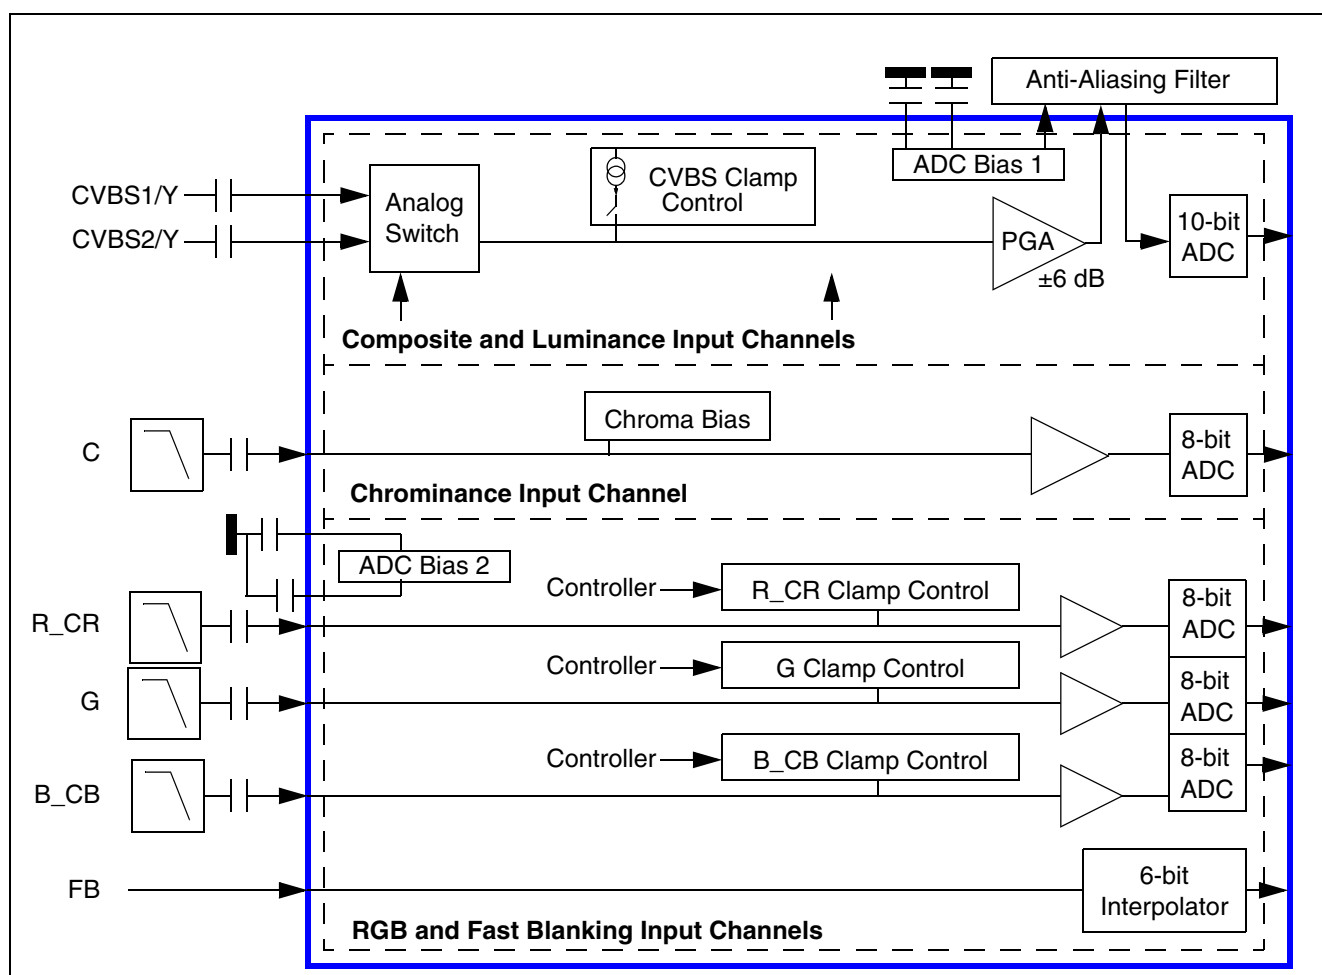 Anti-Aliasing Filter
ADC Bias 1
CVBS1/Y
CVBS2/Y
Analog
Switch
CVBS Clamp
Control
PGA
±6 dB
10-bit
ADC
Composite and Luminance Input Channels
C
Chroma Bias
8-bit
ADC
Chrominance Input Channel
ADC Bias 2
R_CR
Controller
R_CR Clamp Control
8-bit
ADC
G
Controller
G Clamp Control
8-bit
ADC
B_CB
Controller
B_CB Clamp Control
8-bit
ADC
FB
6-bit
Interpolator
RGB and Fast Blanking Input Channels